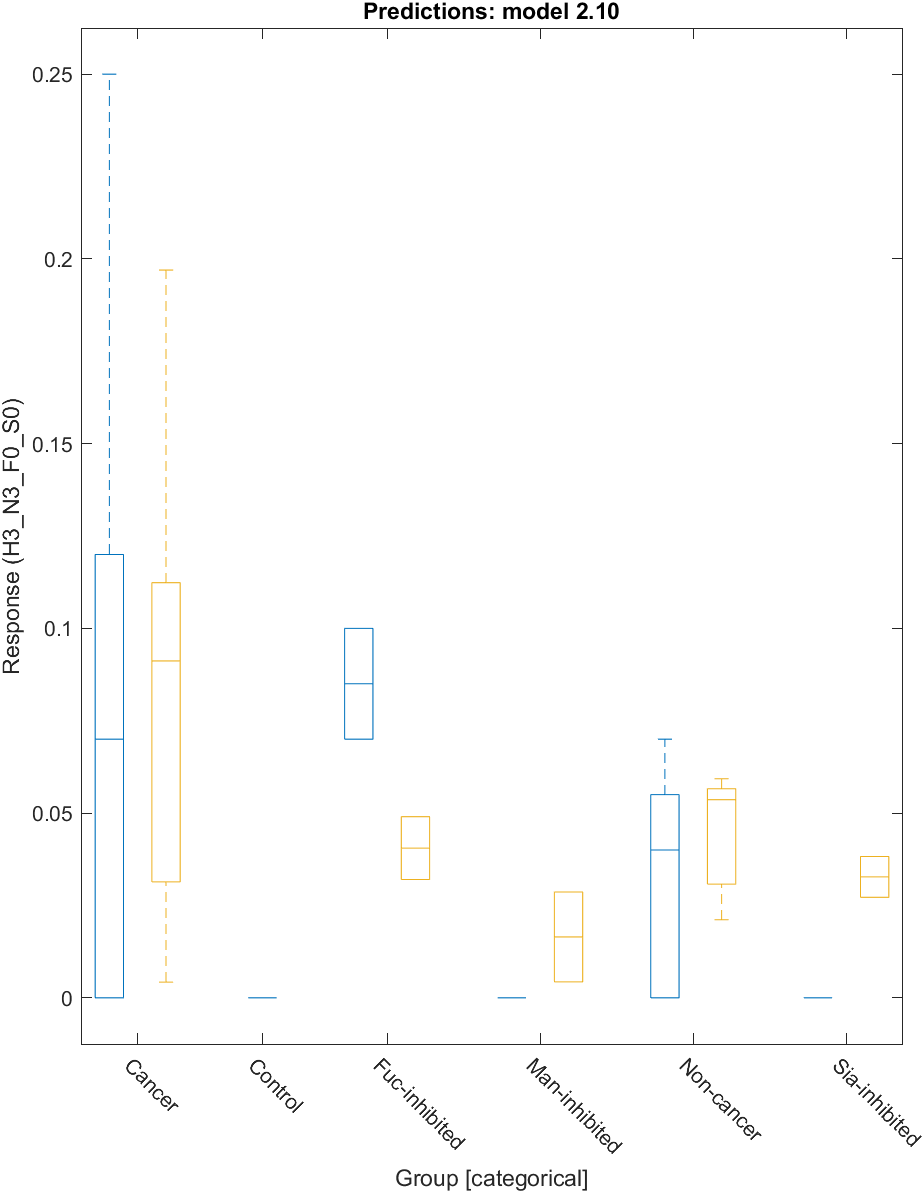 Predictions: model 2.10
0.25
0.2
0.15
0.1
0.05
0
Response (H3_N3_F0_S0)
Cancer
Control
Fuc-inhibited
Man-inhibited
Non-cancer
Sia-inhibited
Group [categorical]